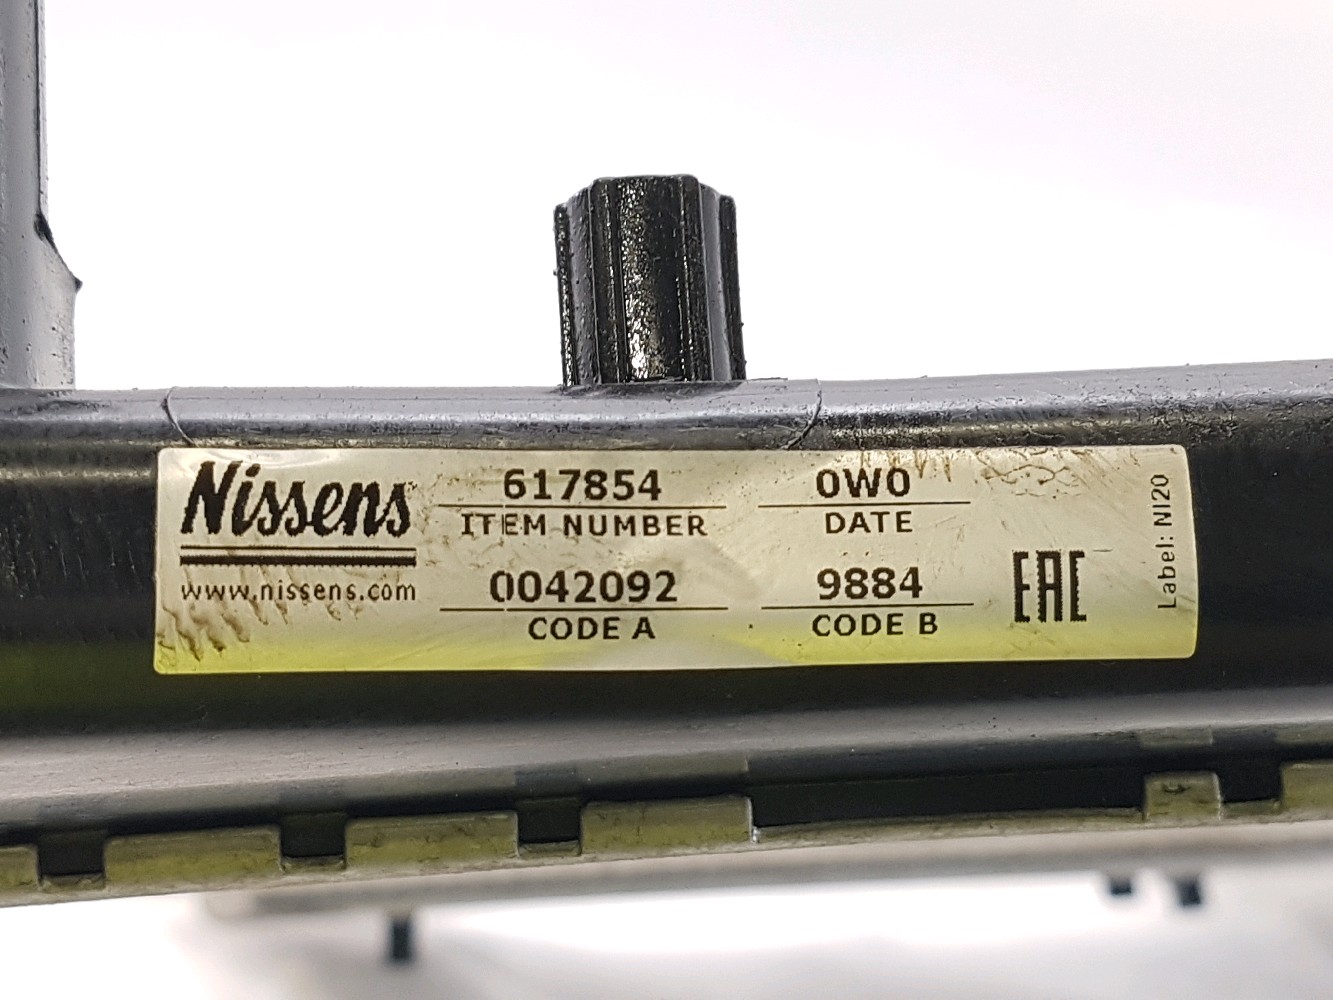 Nissens
www.nissens.com
617854
ITEM NUMBER
0042092
CODE A
0W0
DATE
9884
CODE B
EAC
Label: NI20